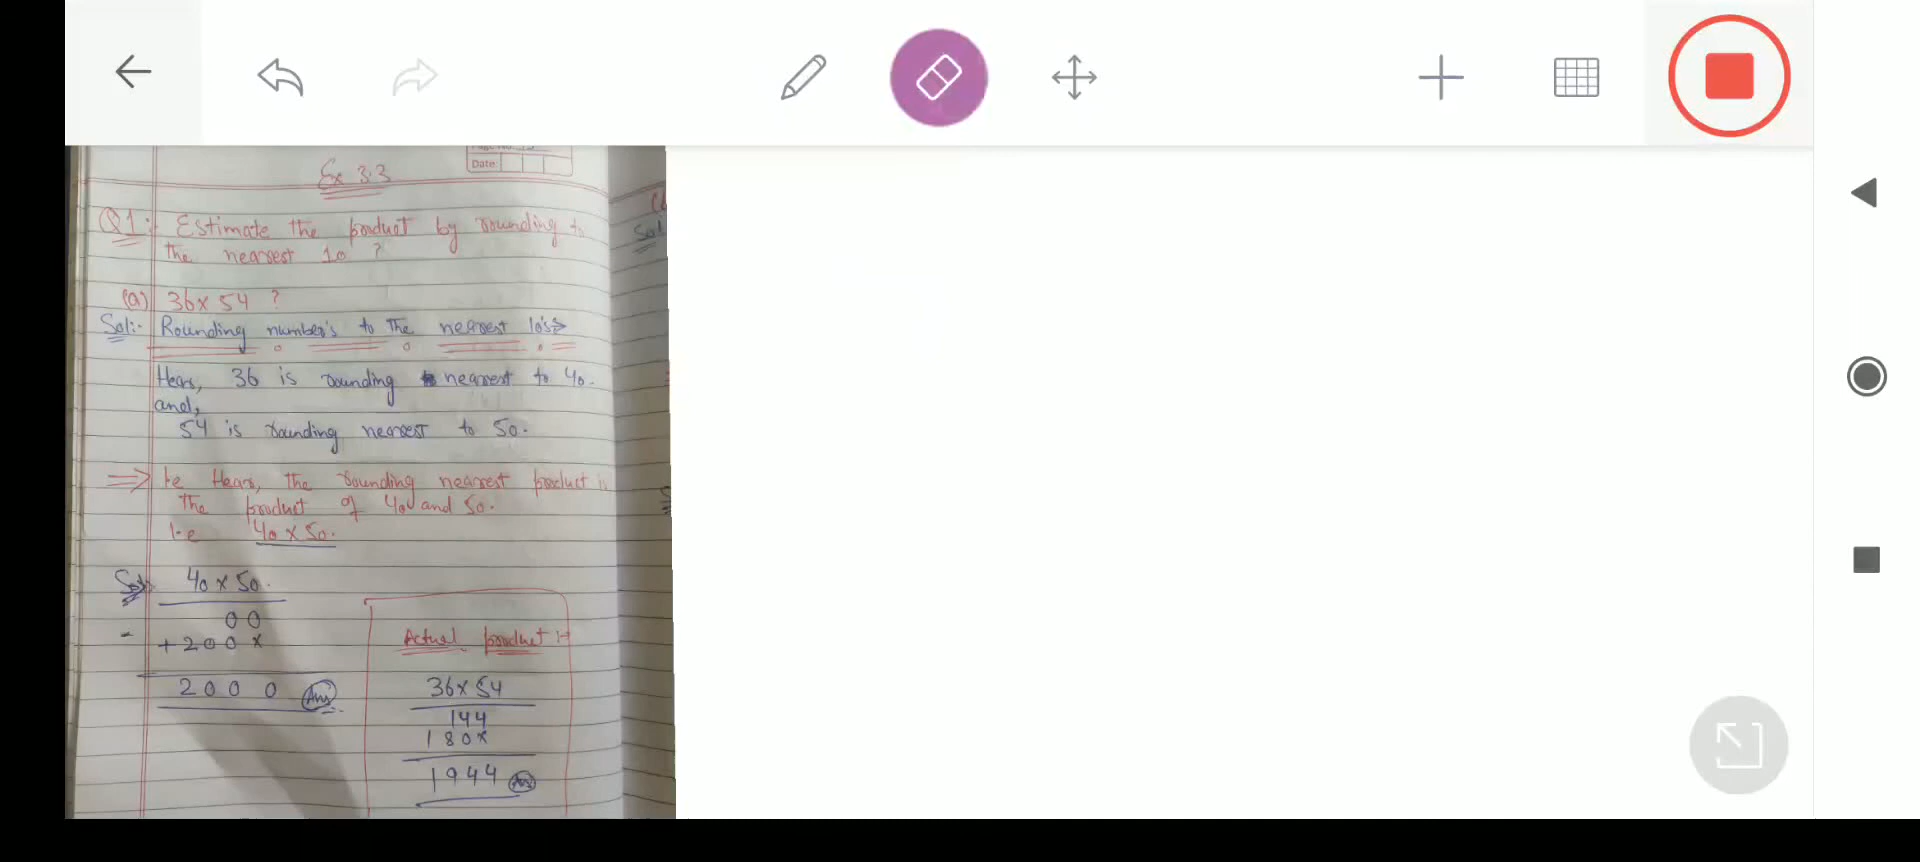 Date:
Ex 3.3
Q1:- Estimate the product by rounding to
the nearest 10 ?
(a) 36x 54 ?
Sol:- Rounding number's to the nearest 10's⇒
Hear, 36 is rounding nearest to 40.
and,
54 is rounding nearest to 50.
⇒ i.e Hear, the rounding nearest product is
the product of 40 and 50.
i.e 40 x 50.
Sol:- 40 x 50.
00
+ 200x
2000 Ans
Actual product :-
36x54
144
180x
1944 Ans
Sol